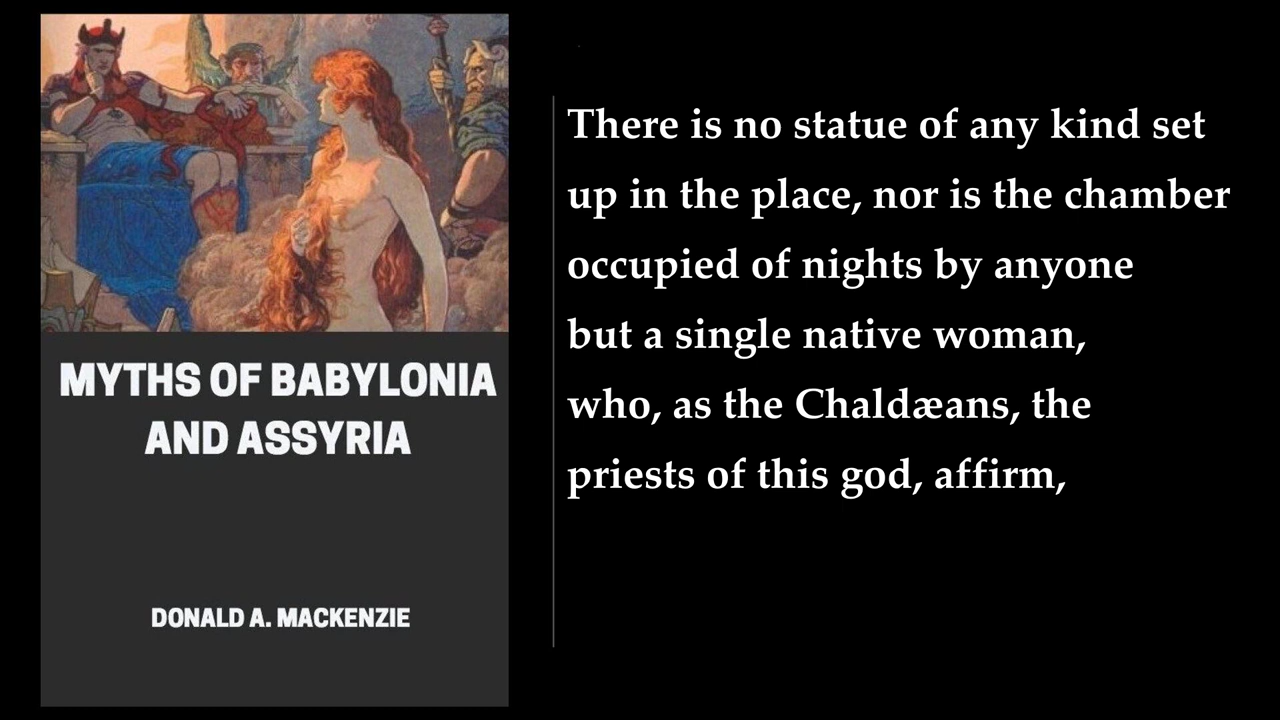 MYTHS OF BABYLONIA
AND ASSYRIA
DONALD A. MACKENZIE
There is no statue of any kind set
up in the place, nor is the chamber
occupied of nights by anyone
but a single native woman,
who, as the Chaldæans, the
priests of this god, affirm,